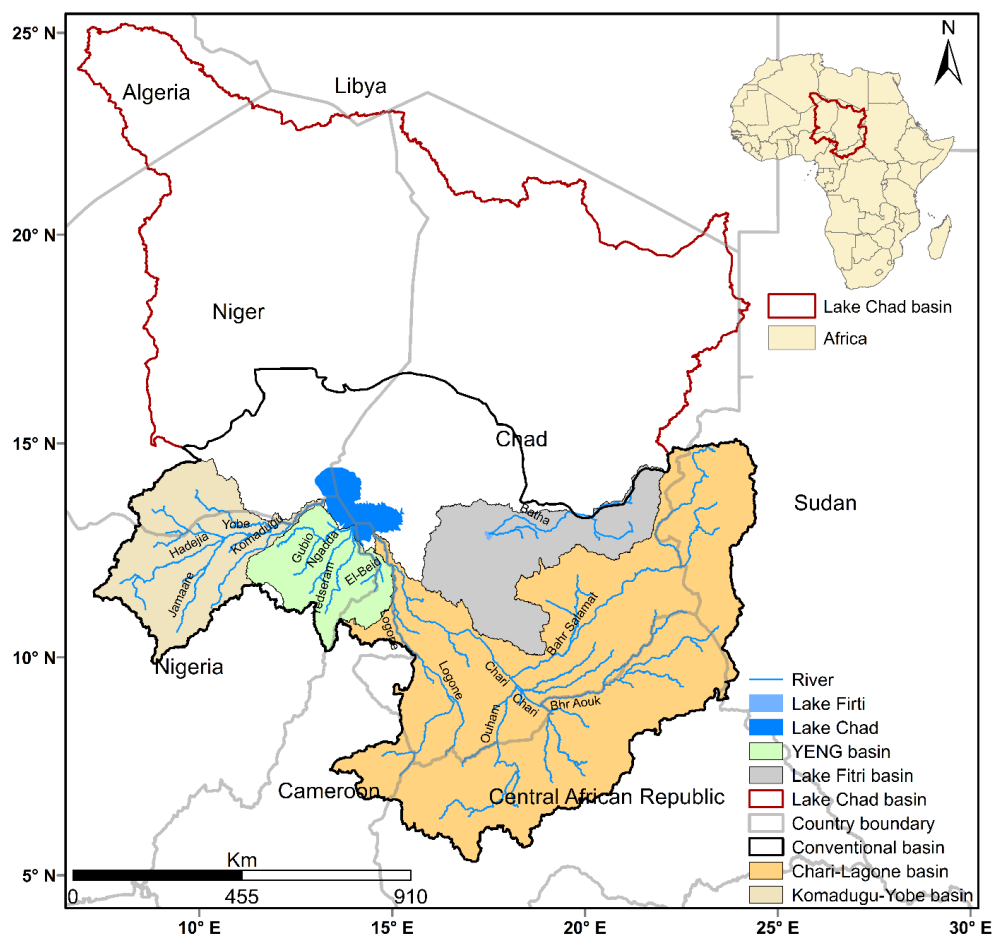 25° N
20° N
15° N
10° N
5° N
10° E
15° E
20° E
25° E
30° E
N
Algeria
Libya
Niger
Chad
Sudan
Nigeria
Cameroon
Central African Republic
Yobe
Komadugu
Hadejia
Jamaare
Gubio
Ngadda
Yedseram
El-Beid
Batha
Logone
Logone
Chari
Chari
Ouham
Bahr Salamat
Bhr Aouk
Lake Chad basin
Africa
River
Lake Firti
Lake Chad
YENG basin
Lake Fitri basin
Lake Chad basin
Country boundary
Conventional basin
Chari-Lagone basin
Komadugu-Yobe basin
Km
0 455 910